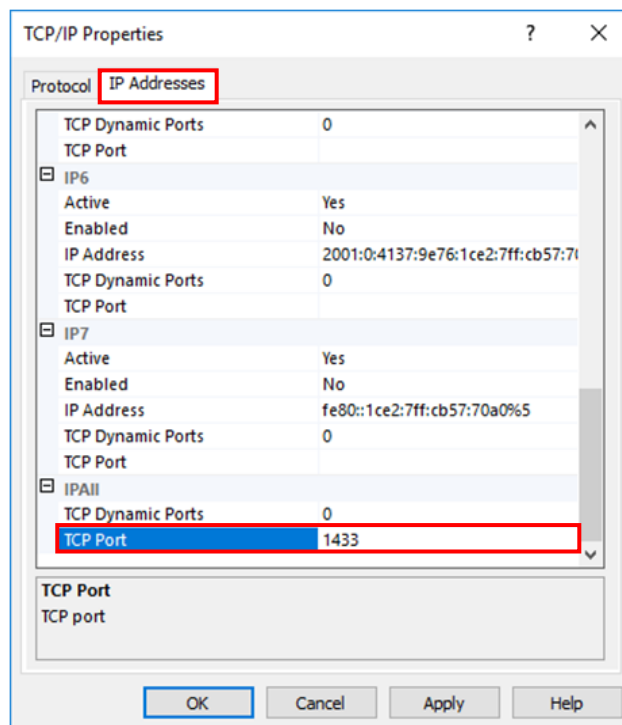 TCP/IP Properties ? ×
Protocol IP Addresses
TCP Dynamic Ports 0
TCP Port
IP6
Active Yes
Enabled No
IP Address 2001:0:4137:9e76:1ce2:7ff:cb57:70
TCP Dynamic Ports 0
TCP Port
IP7
Active Yes
Enabled No
IP Address fe80::1ce2:7ff:cb57:70a0%5
TCP Dynamic Ports 0
TCP Port
IPAll
TCP Dynamic Ports 0
TCP Port 1433
TCP Port
TCP port
OK Cancel Apply Help